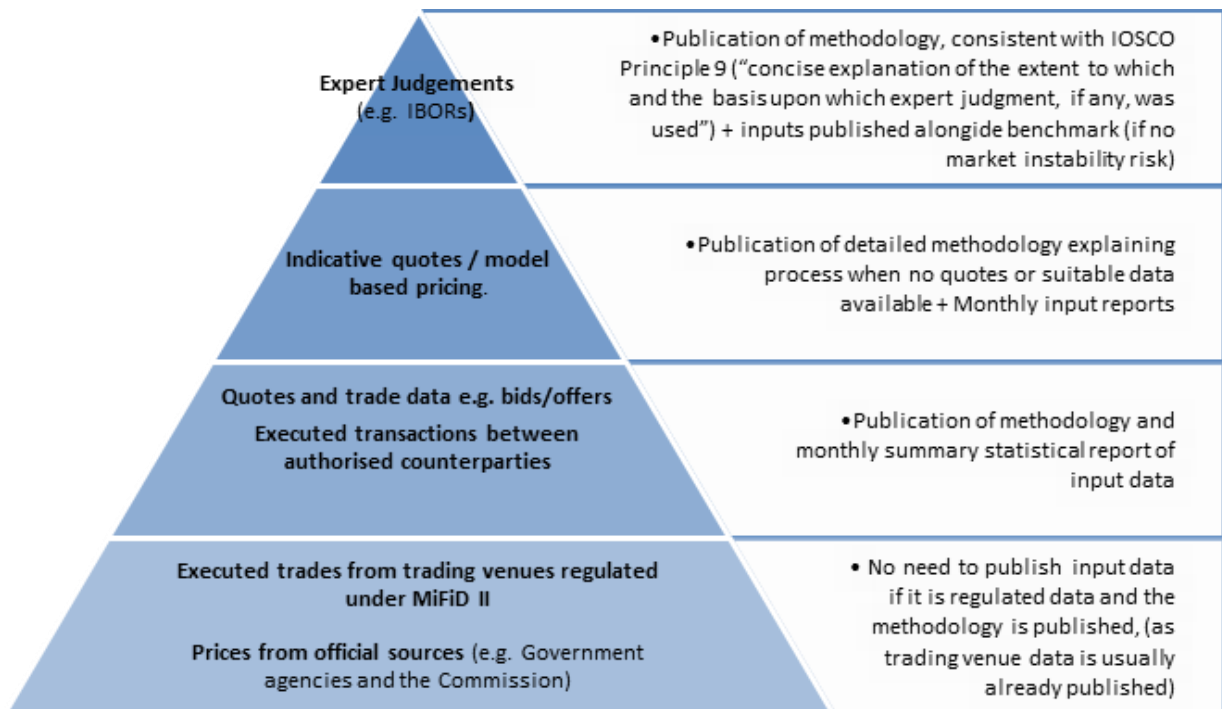 Expert Judgements
(e.g. IBORs)
•Publication of methodology, consistent with IOSCO
Principle 9 (“concise explanation of the extent to which
and the basis upon which expert judgment, if any, was
used”) + inputs published alongside benchmark (if no
market instability risk)
Indicative quotes / model
based pricing.
•Publication of detailed methodology explaining
process when no quotes or suitable data
available + Monthly input reports
Quotes and trade data e.g. bids/offers
Executed transactions between
authorised counterparties
•Publication of methodology and
monthly summary statistical report of
input data
Executed trades from trading venues regulated
under MiFiD II
Prices from official sources (e.g. Government
agencies and the Commission)
• No need to publish input data
if it is regulated data and the
methodology is published, (as
trading venue data is usually
already published)